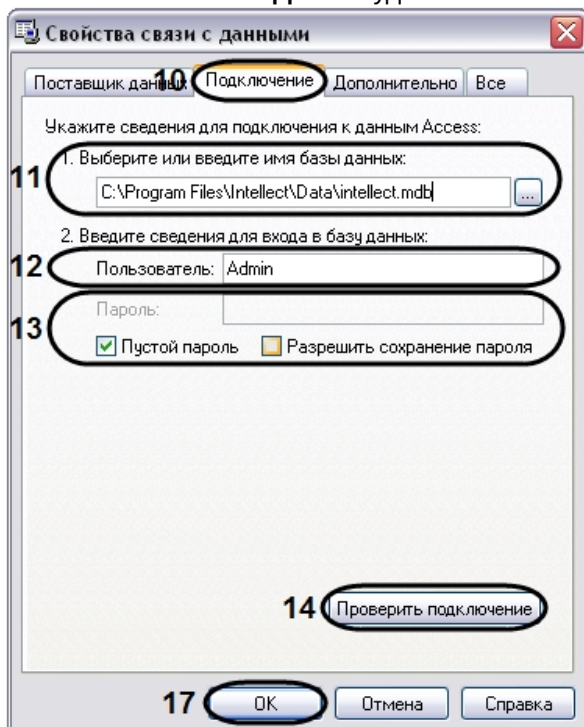 Свойства связи с данными
Поставщик данных 10 Подключение Дополнительно Все
Укажите сведения для подключения к данным Access:
1. Выберите или введите имя базы данных:
11
C:\Program Files\Intellect\Data\intellect.mdb ...
2. Введите сведения для входа в базу данных:
12 Пользователь: Admin
Пароль:
13
Пустой пароль Разрешить сохранение пароля
14 Проверить подключение
17 OK Отмена Справка